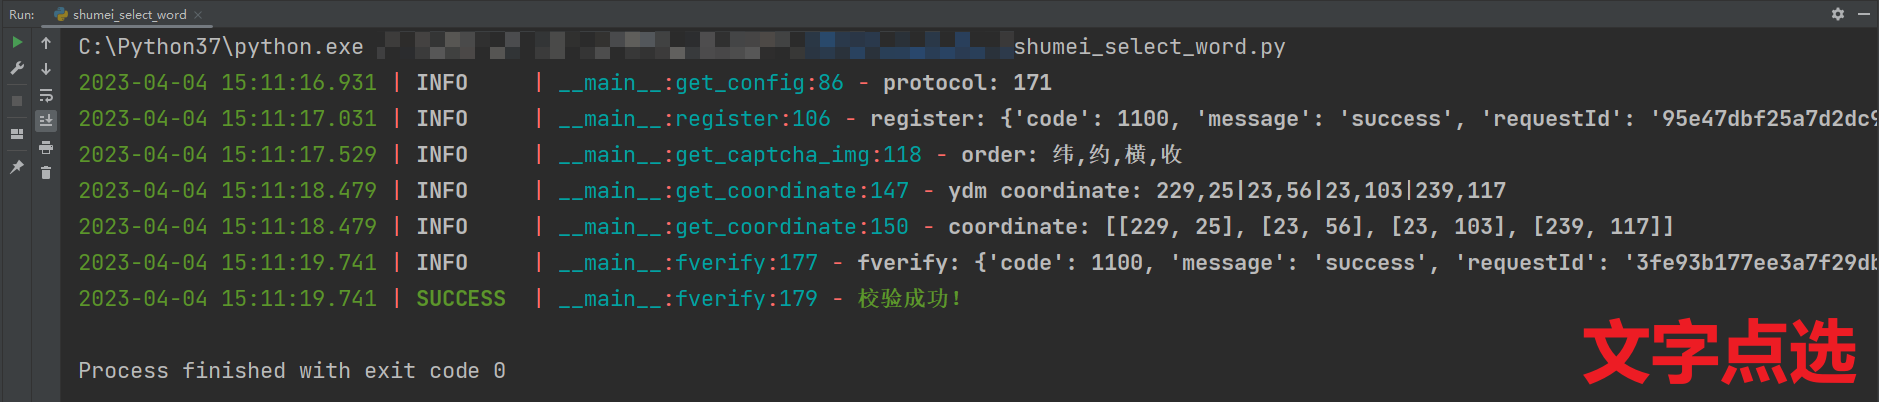 Run: shumei_select_word
C:\Python37\python.exe shumei_select_word.py
2023-04-04 15:11:16.931 | INFO | __main__:get_config:86 - protocol: 171
2023-04-04 15:11:17.031 | INFO | __main__:register:106 - register: {'code': 1100, 'message': 'success', 'requestId': '95e47dbf25a7d2dc9
2023-04-04 15:11:17.529 | INFO | __main__:get_captcha_img:118 - order: 纬,约,横,收
2023-04-04 15:11:18.479 | INFO | __main__:get_coordinate:147 - ydm coordinate: 229,25|23,56|23,103|239,117
2023-04-04 15:11:18.479 | INFO | __main__:get_coordinate:150 - coordinate: [[229, 25], [23, 56], [23, 103], [239, 117]]
2023-04-04 15:11:19.741 | INFO | __main__:fverify:177 - fverify: {'code': 1100, 'message': 'success', 'requestId': '3fe93b177ee3a7f29db
2023-04-04 15:11:19.741 | SUCCESS | __main__:fverify:179 - 校验成功!
Process finished with exit code 0
文字点选